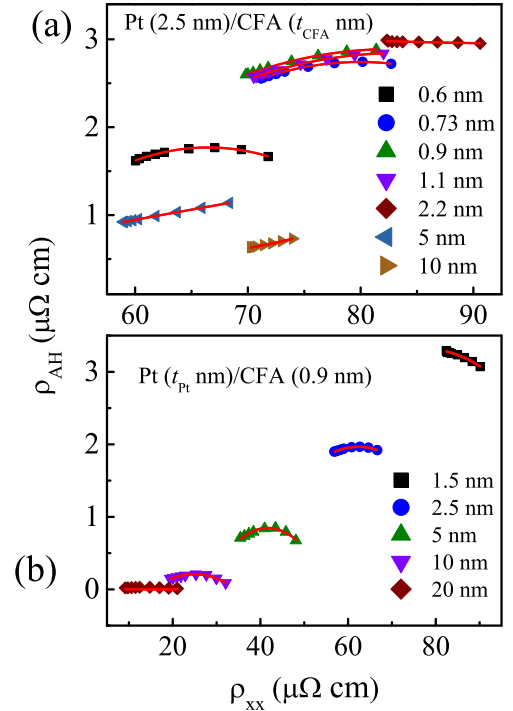 (a)
Pt (2.5 nm)/CFA (t_CFA nm)
3
2
1
0
0.6 nm
0.73 nm
0.9 nm
1.1 nm
2.2 nm
5 nm
10 nm
60 70 80 90
ρ_AH (μΩ cm)
Pt (t_Pt nm)/CFA (0.9 nm)
3
2
1
0
1.5 nm
2.5 nm
5 nm
10 nm
20 nm
(b)
20 40 60 80
ρ_xx (μΩ cm)